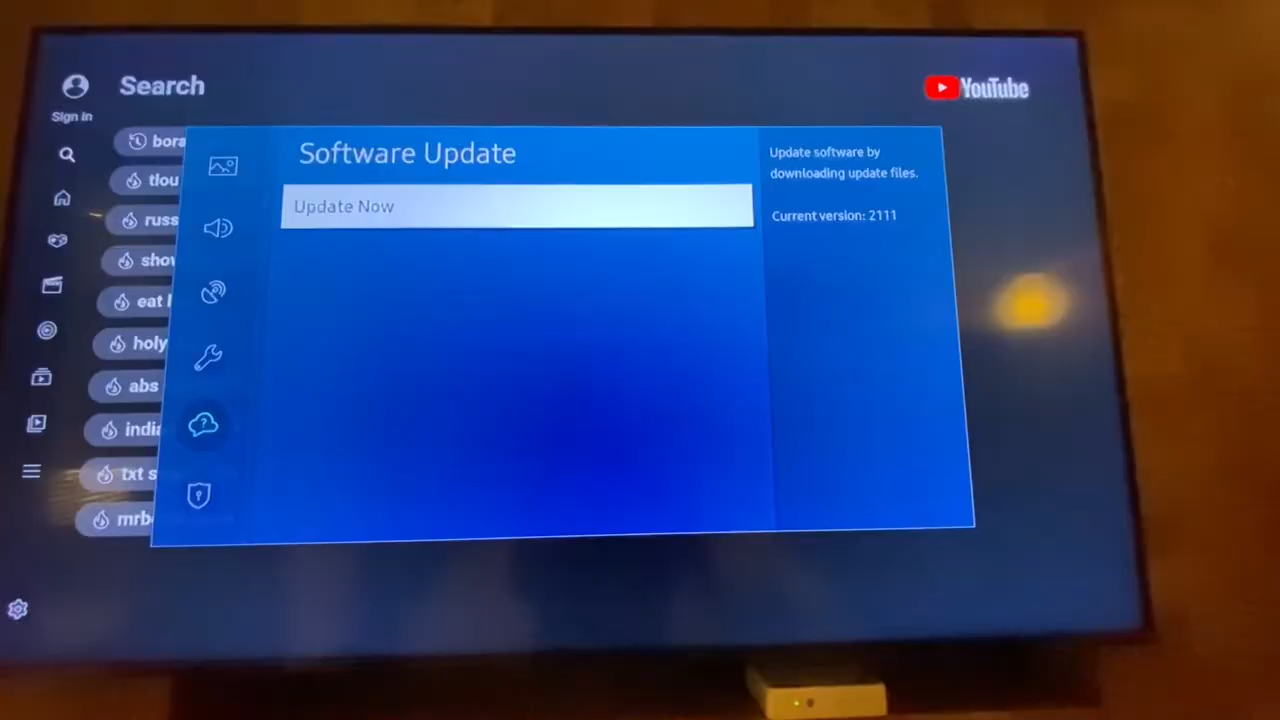 Search
YouTube
Sign in
bora
tlou
russ
sho
eat
holy
abs
india
txt s
mrb
Software Update
Update Now
Update software by
downloading update files.
Current version: 2111